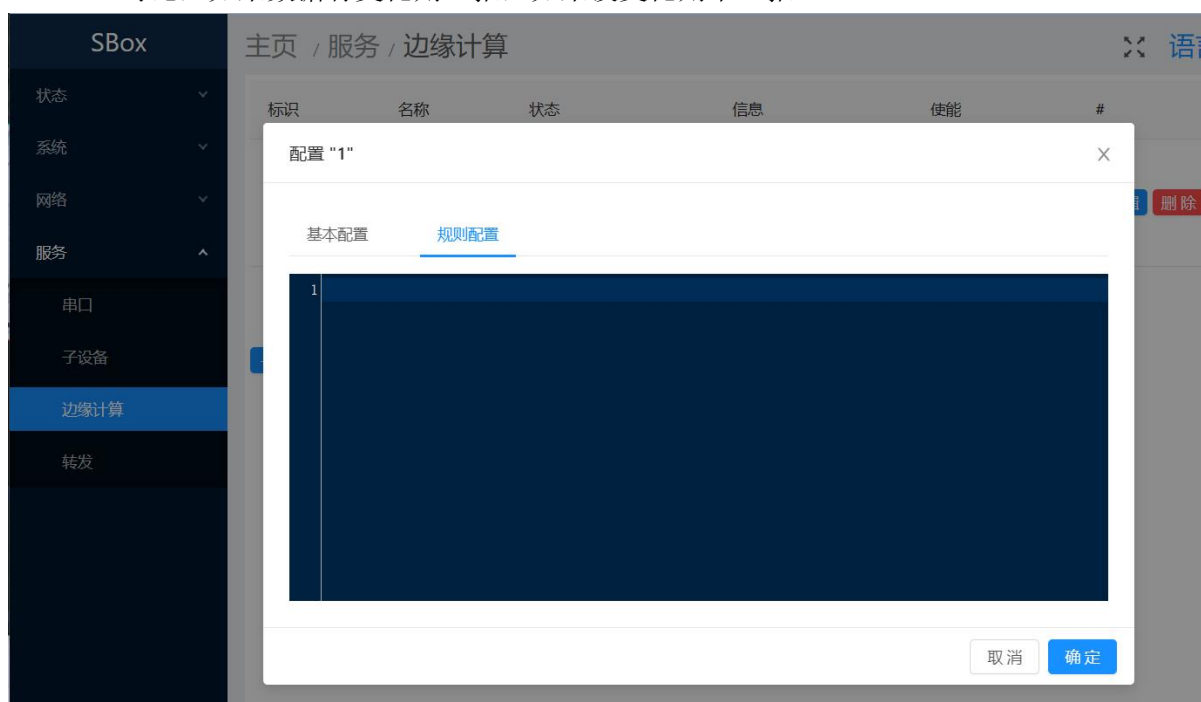 SBox
主页 / 服务 / 边缘计算
语
状态
系统
网络
服务
串口
子设备
边缘计算
转发
标识 名称 状态 信息 使能 #
删 除
配置 "1"
基本配置 规则配置
1
取 消 确 定